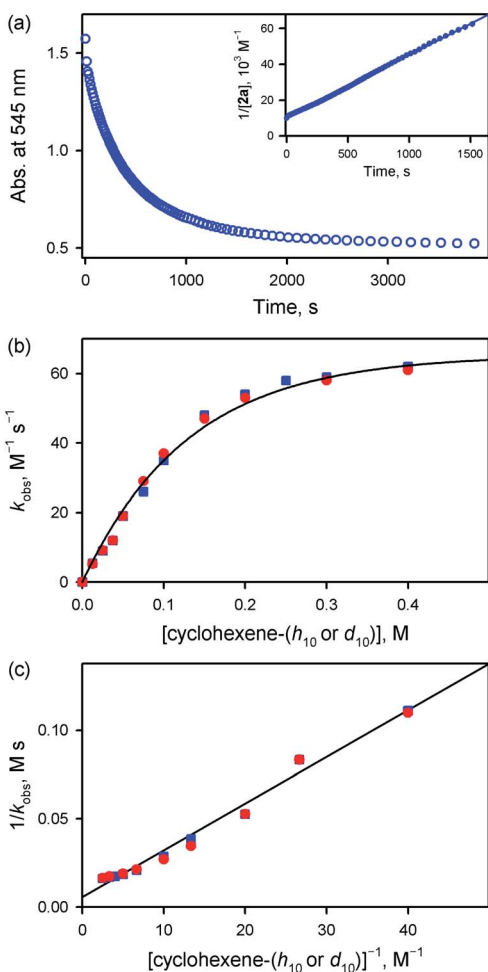 (a)
1.5
1.0
0.5
Abs. at 545 nm
0
1000
2000
3000
Time, s
60
40
20
0
1/[2a], 10³ M⁻¹
0
500
1000
1500
Time, s
(b)
60
40
20
0
k_obs, M⁻¹ s⁻¹
0.0
0.1
0.2
0.3
0.4
[cyclohexene-(h₁₀ or d₁₀)], M
(c)
0.10
0.05
0.00
1/k_obs, M s
0
10
20
30
40
[cyclohexene-(h₁₀ or d₁₀)]⁻¹, M⁻¹